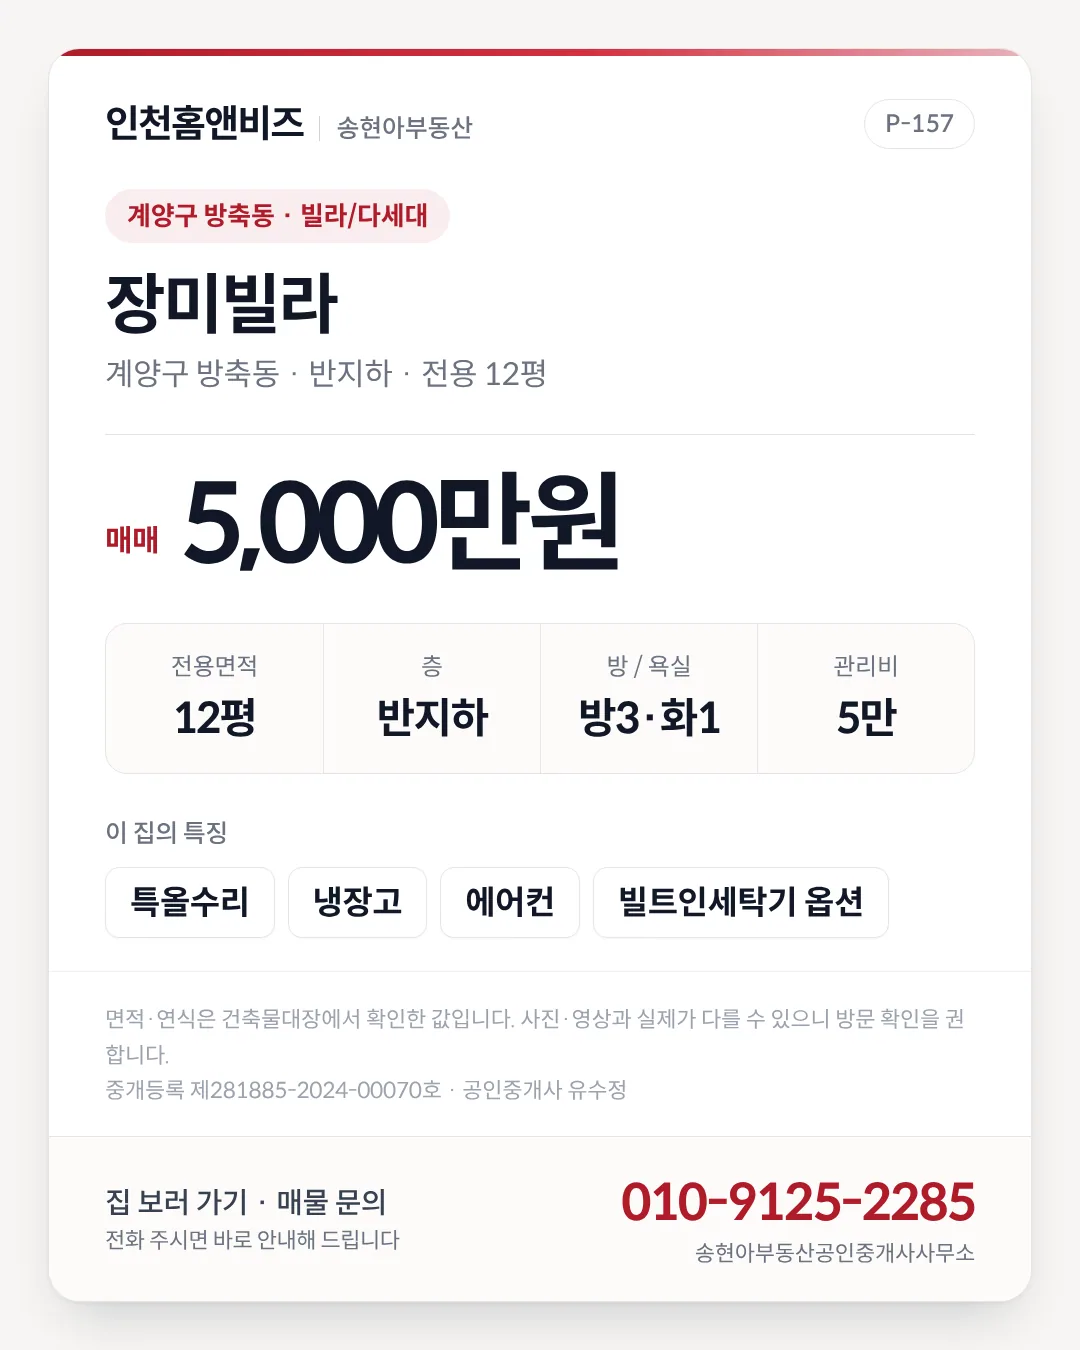 인천홈앤비즈 | 송현아부동산
P-157
계양구 방축동 · 빌라/다세대
장미빌라
계양구 방축동 · 반지하 · 전용 12평
매매 5,000만원
전용면적
12평
층
반지하
방 / 욕실
방3·화1
관리비
5만
이 집의 특징
특올수리
냉장고
에어컨
빌트인세탁기 옵션
면적·연식은 건축물대장에서 확인한 값입니다. 사진·영상과 실제가 다를 수 있으니 방문 확인을 권
합니다.
중개등록 제281885-2024-00070호 · 공인중개사 유수정
집 보러 가기 · 매물 문의
전화 주시면 바로 안내해 드립니다
010-9125-2285
송현아부동산공인중개사사무소